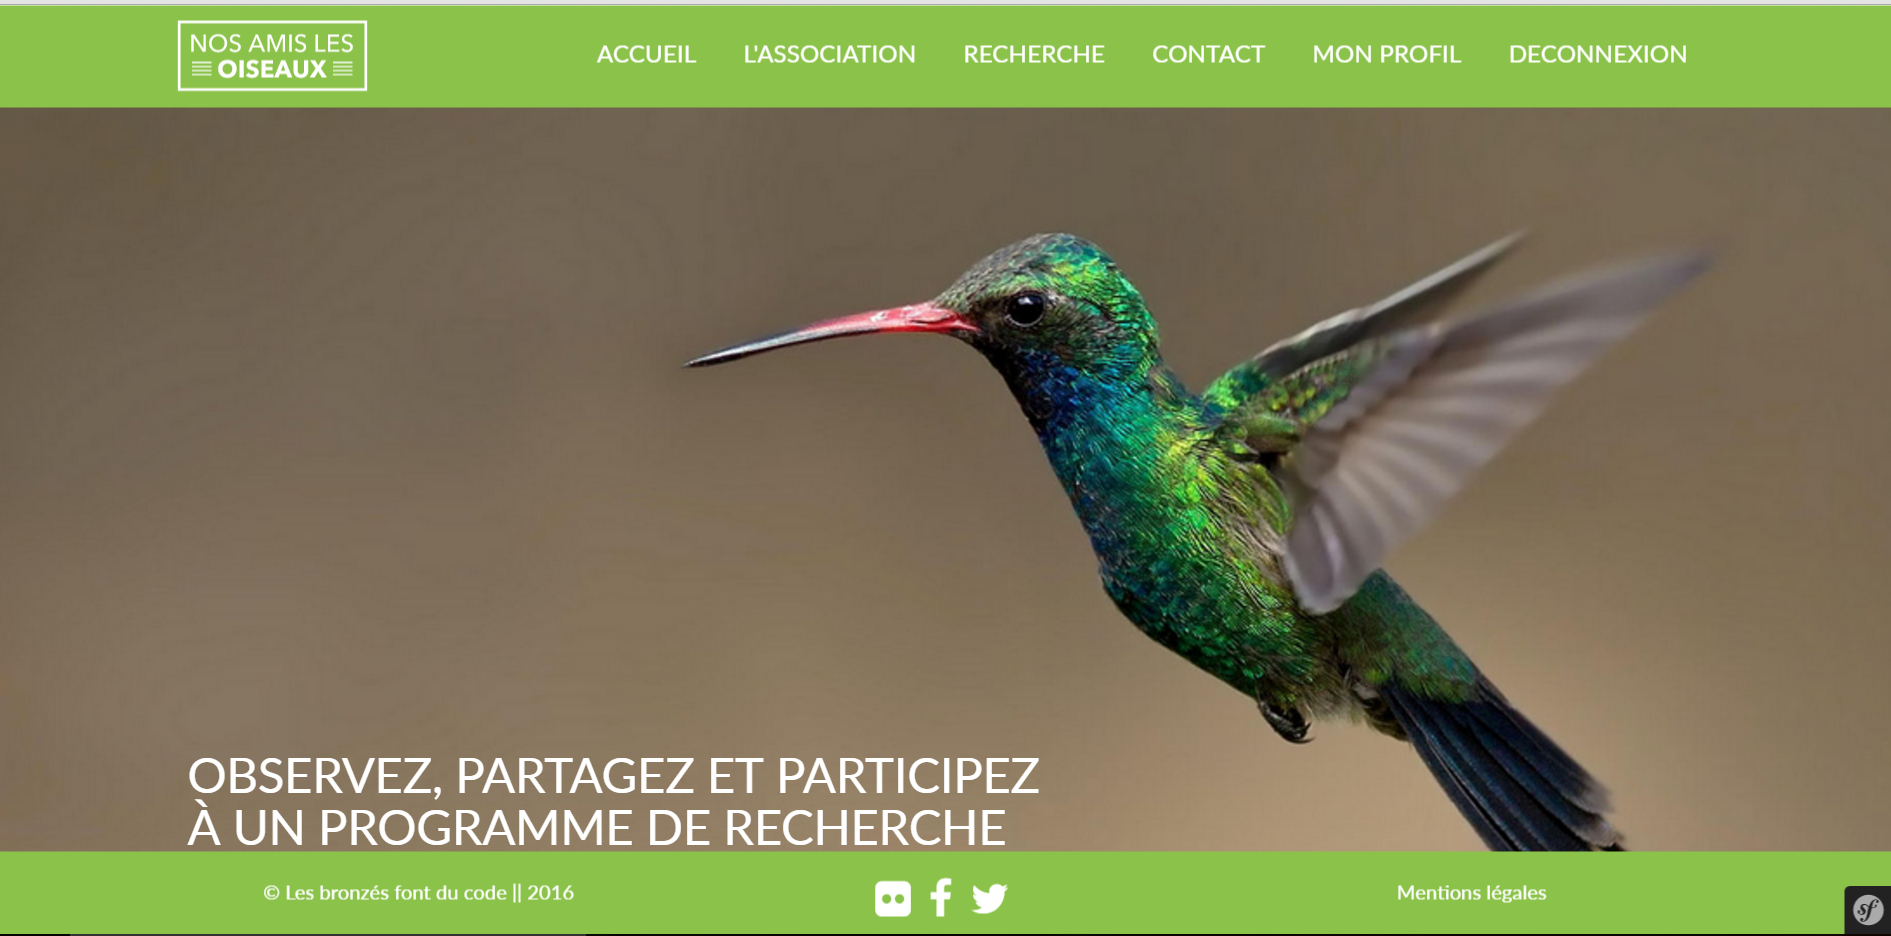 NOS AMIS LES
OISEAUX
ACCUEIL L'ASSOCIATION RECHERCHE CONTACT MON PROFIL DECONNEXION
OBSERVEZ, PARTAGEZ ET PARTICIPEZ
À UN PROGRAMME DE RECHERCHE
© Les bronzés font du code || 2016
Mentions légales
sf